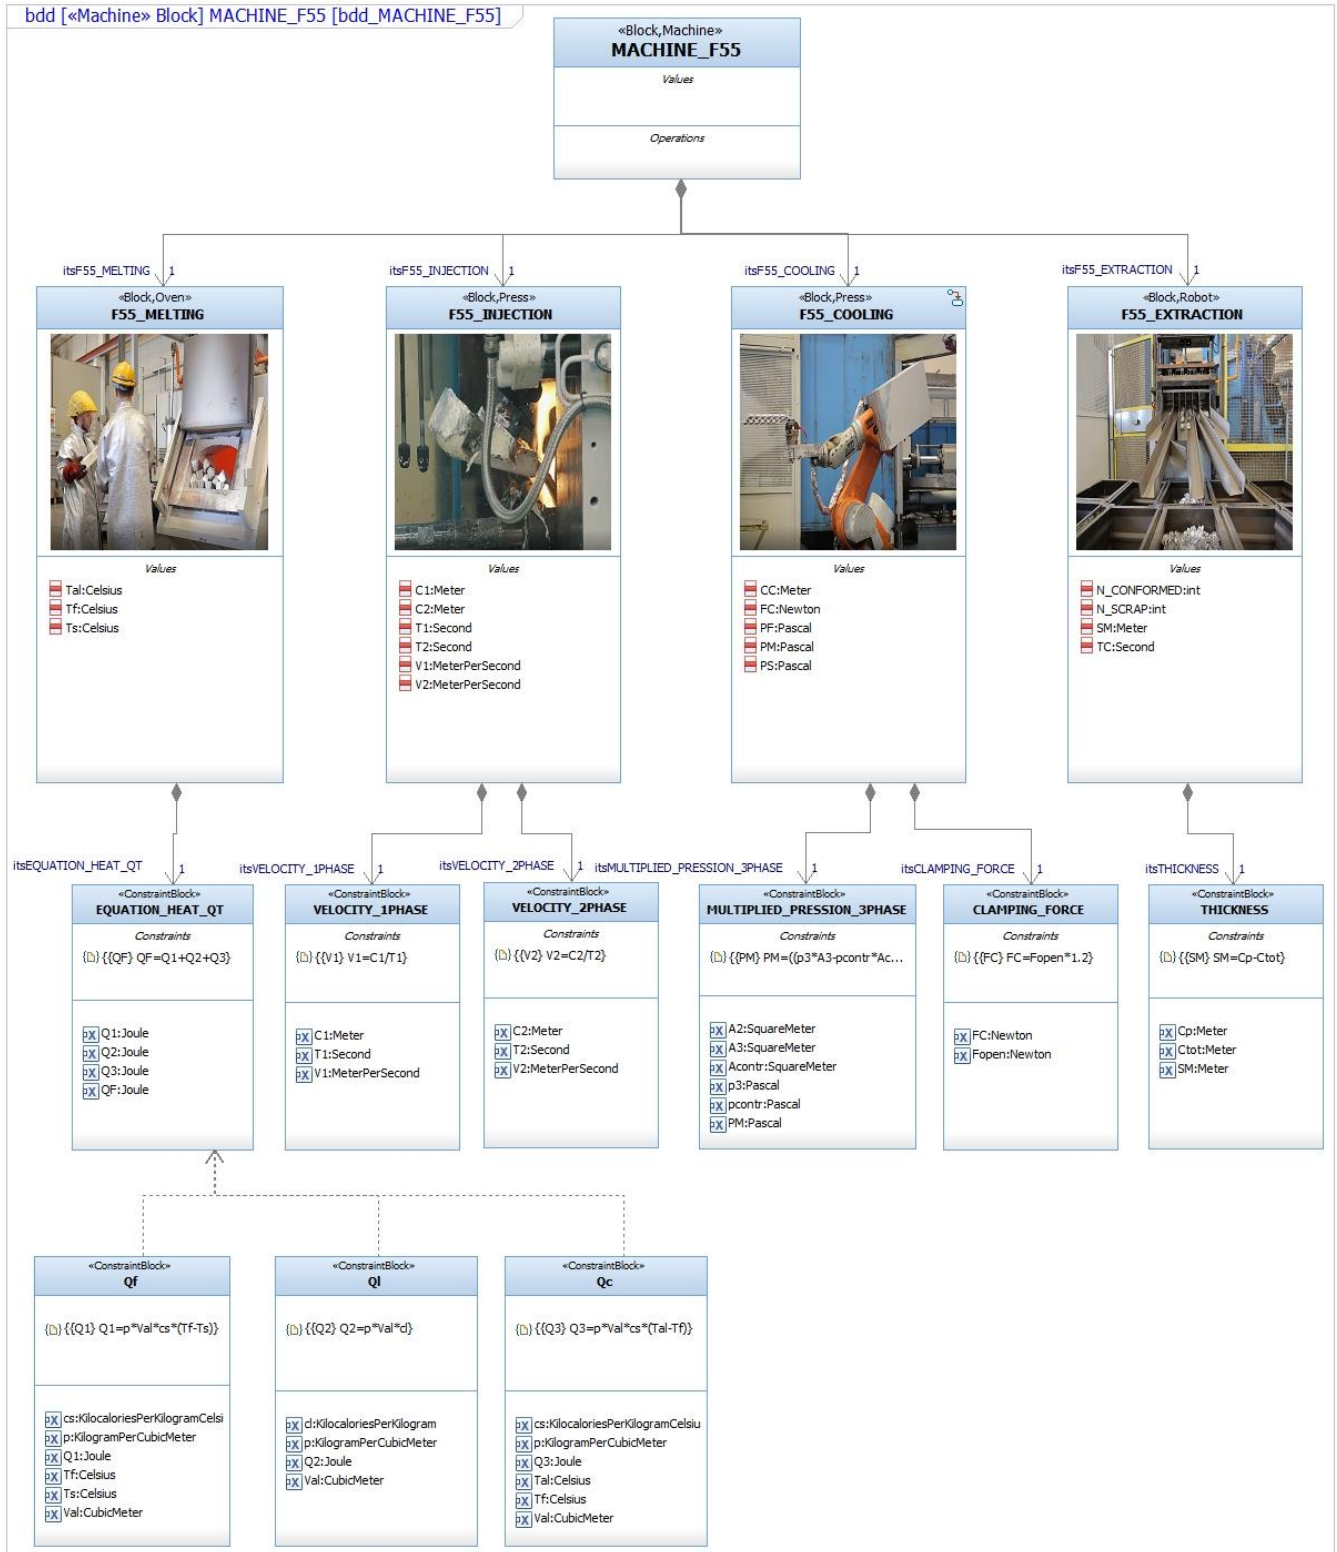 bdd [«Machine» Block] MACHINE_F55 [bdd_MACHINE_F55]
«Block,Machine»
MACHINE_F55
Values
Operations
itsF55_MELTING 1
«Block,Oven»
F55_MELTING
Values
Tal:Celsius
Tf:Celsius
Ts:Celsius
itsF55_INJECTION 1
«Block,Press»
F55_INJECTION
Values
C1:Meter
C2:Meter
T1:Second
T2:Second
V1:MeterPerSecond
V2:MeterPerSecond
itsF55_COOLING 1
«Block,Press»
F55_COOLING
Values
CC:Meter
FC:Newton
PF:Pascal
PM:Pascal
PS:Pascal
itsF55_EXTRACTION 1
«Block,Robot»
F55_EXTRACTION
Values
N_CONFORMED:int
N_SCRAP:int
SM:Meter
TC:Second
itsEQUATION_HEAT_QT 1
«ConstraintBlock»
EQUATION_HEAT_QT
Constraints
{{QF} QF=Q1+Q2+Q3}
Q1:Joule
Q2:Joule
Q3:Joule
QF:Joule
itsVELOCITY_1PHASE 1
«ConstraintBlock»
VELOCITY_1PHASE
Constraints
{{V1} V1=C1/T1}
C1:Meter
T1:Second
V1:MeterPerSecond
itsVELOCITY_2PHASE 1
«ConstraintBlock»
VELOCITY_2PHASE
Constraints
{{V2} V2=C2/T2}
C2:Meter
T2:Second
V2:MeterPerSecond
itsMULTIPLIED_PRESSION_3PHASE 1
«ConstraintBlock»
MULTIPLIED_PRESSION_3PHASE
Constraints
{{PM} PM=((p3*A3-pcontr*Ac...
A2:SquareMeter
A3:SquareMeter
Acontr:SquareMeter
p3:Pascal
pcontr:Pascal
PM:Pascal
itsCLAMPING_FORCE 1
«ConstraintBlock»
CLAMPING_FORCE
Constraints
{{FC} FC=Fopen*1.2}
FC:Newton
Fopen:Newton
itsTHICKNESS 1
«ConstraintBlock»
THICKNESS
Constraints
{{SM} SM=Cp-Ctot}
Cp:Meter
Ctot:Meter
SM:Meter
«ConstraintBlock»
Qf
{{Q1} Q1=p*Val*cs*(Tf-Ts)}
cs:KilocaloriesPerKilogramCelsi
p:KilogramPerCubicMeter
Q1:Joule
Tf:Celsius
Ts:Celsius
Val:CubicMeter
«ConstraintBlock»
Ql
{{Q2} Q2=p*Val*cl}
cl:KilocaloriesPerKilogram
p:KilogramPerCubicMeter
Q2:Joule
Val:CubicMeter
«ConstraintBlock»
Qc
{{Q3} Q3=p*Val*cs*(Tal-Tf)}
cs:KilocaloriesPerKilogramCelsiu
p:KilogramPerCubicMeter
Q3:Joule
Tal:Celsius
Tf:Celsius
Val:CubicMeter